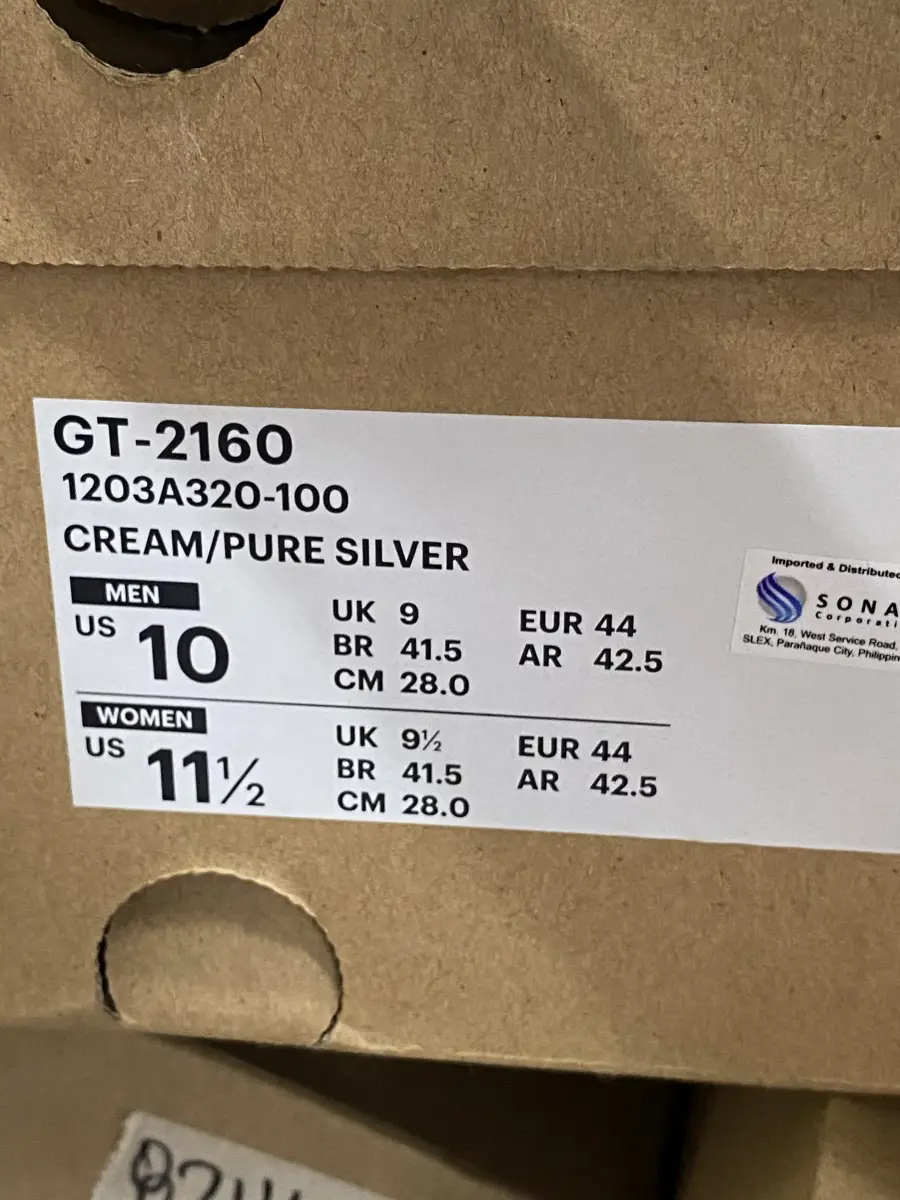 GT-2160
1203A320-100
CREAM/PURE SILVER
MEN
US 10
UK 9
BR 41.5
CM 28.0
EUR 44
AR 42.5
WOMEN
US 11½
UK 9½
BR 41.5
CM 28.0
EUR 44
AR 42.5
Imported & Distributed
SONA
Corporati
Km. 18, West Service Road,
SLEX, Parañaque City, Philippin